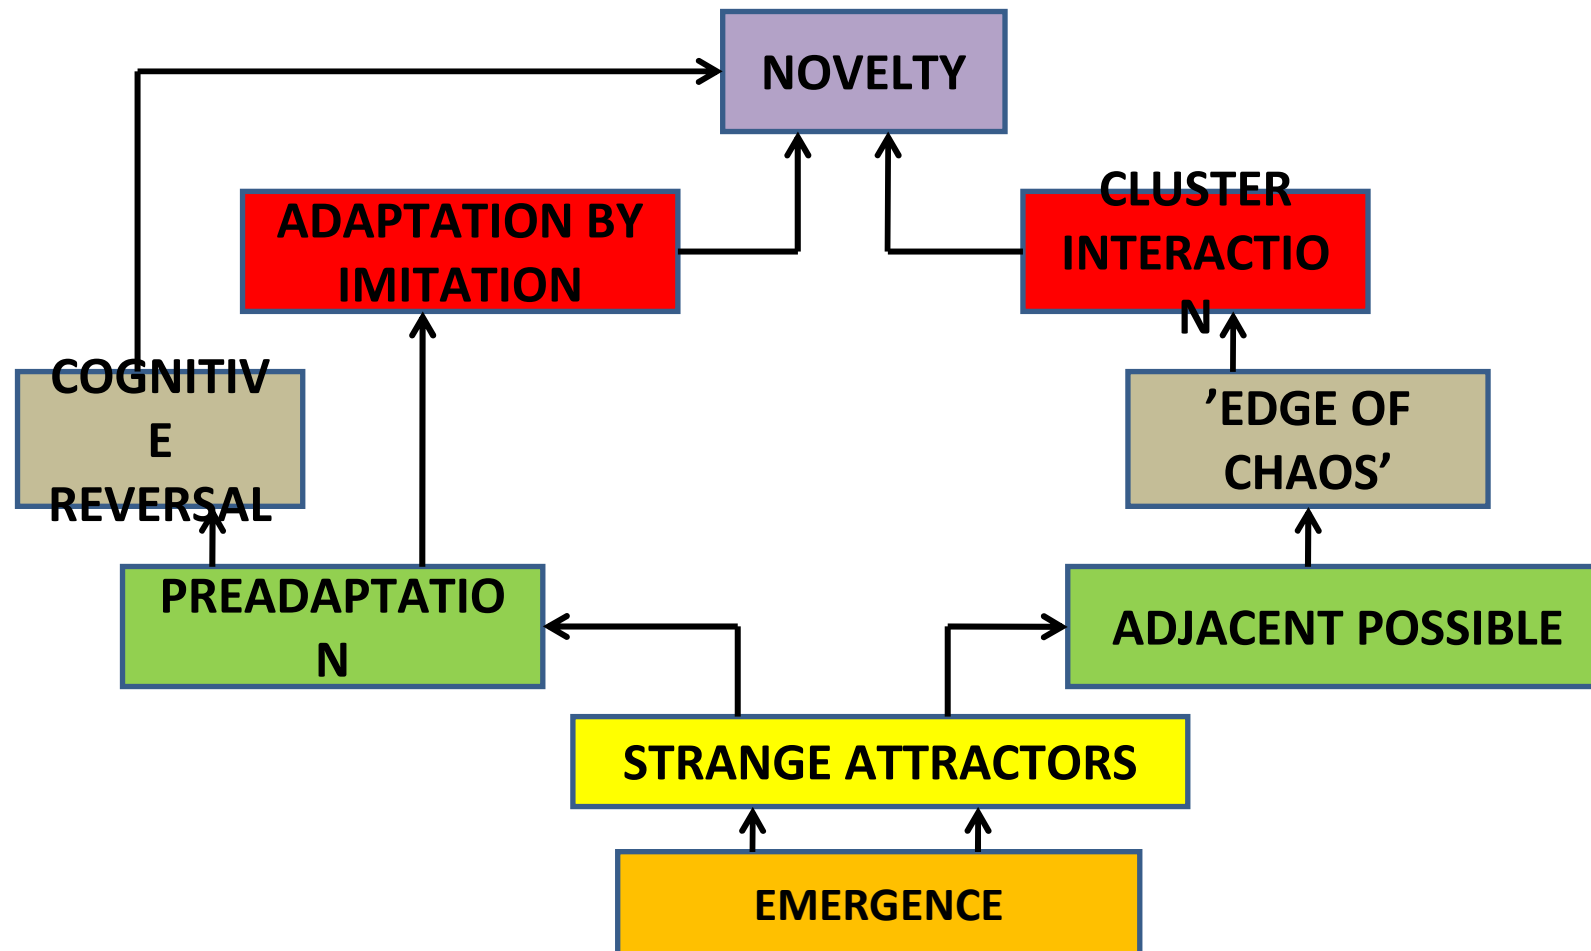 NOVELTY
ADAPTATION BY
IMITATION
CLUSTER
INTERACTIO
N
COGNITIV
E
REVERSAL
’EDGE OF
CHAOS’
PREADAPTATIO
N
ADJACENT POSSIBLE
STRANGE ATTRACTORS
EMERGENCE